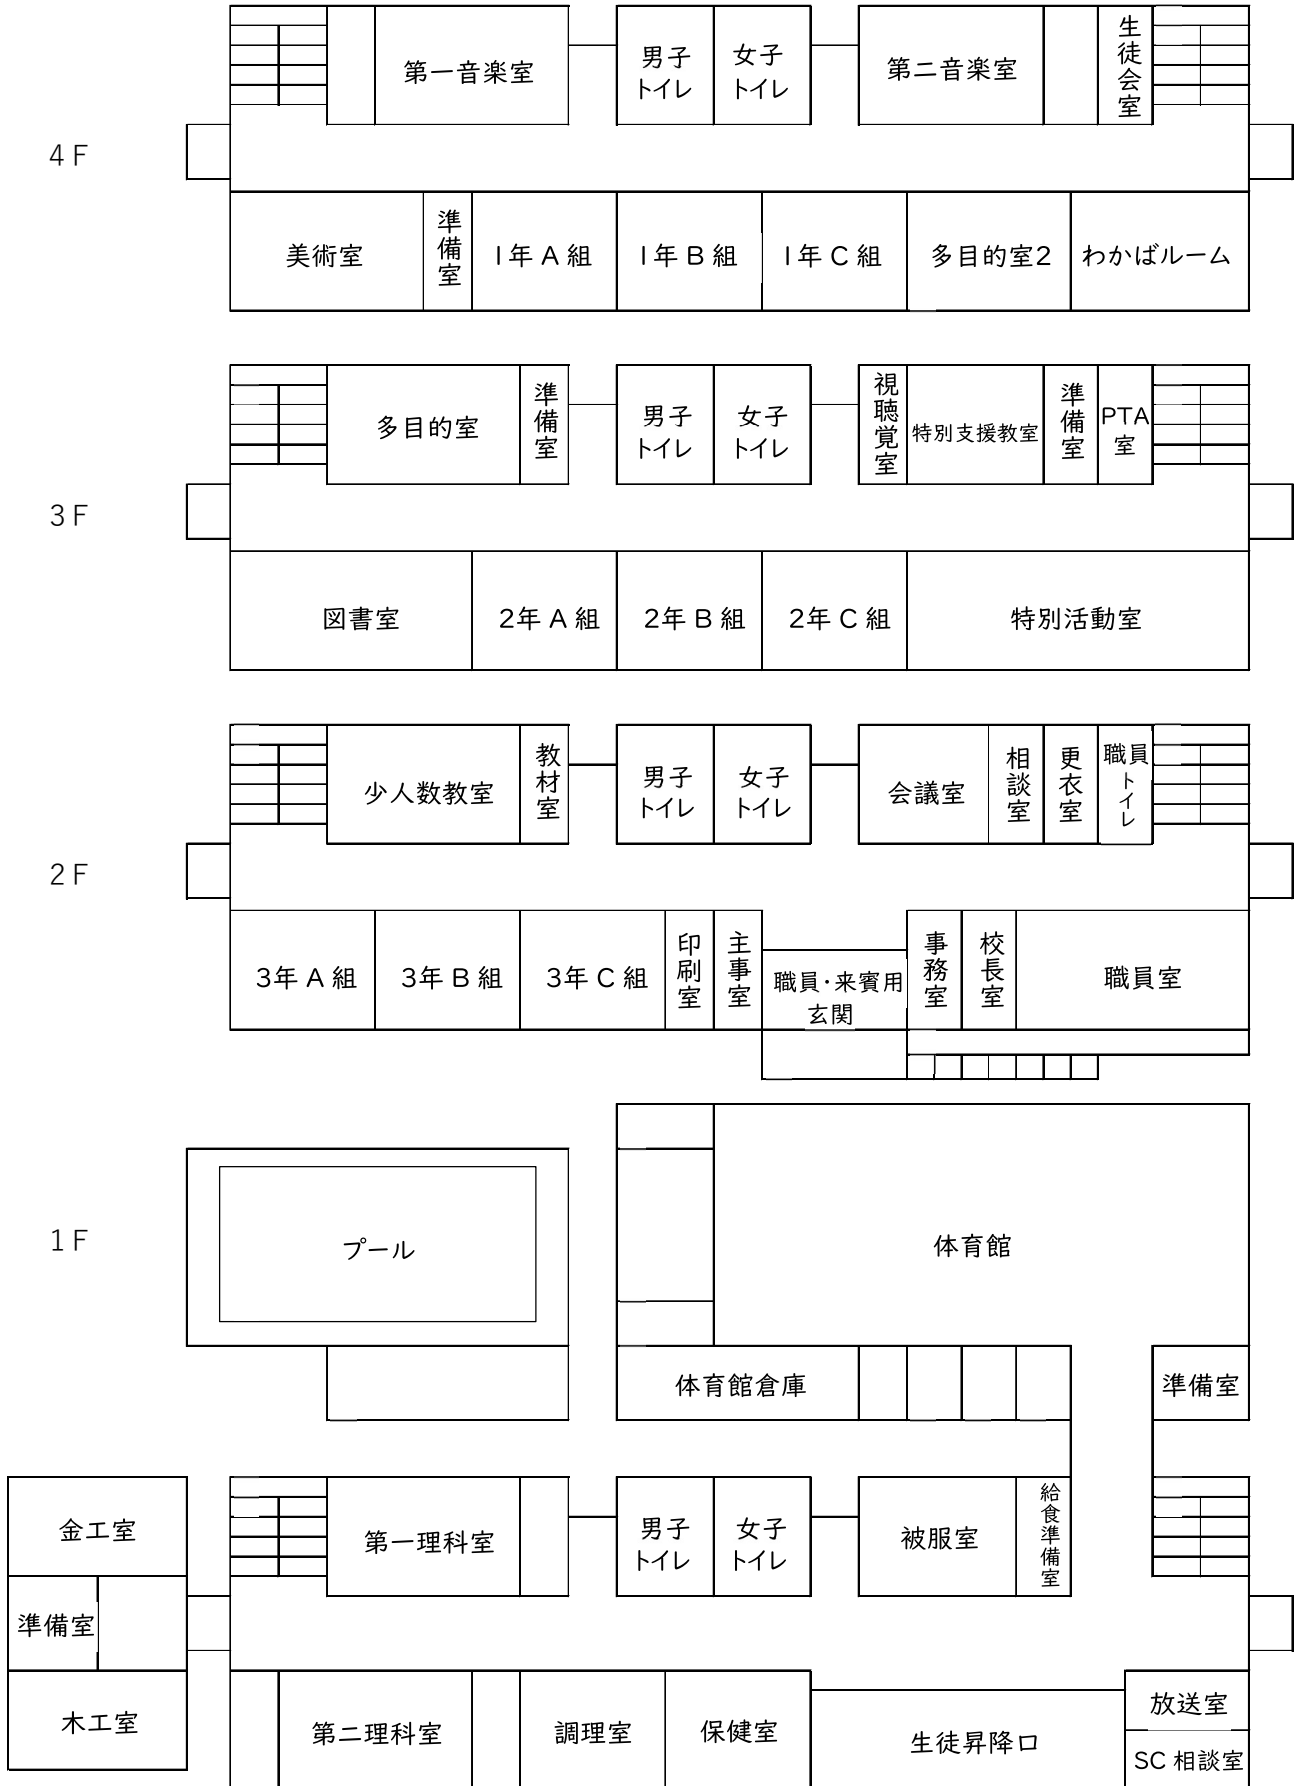 4F
第一音楽室
男子
トイレ
女子
トイレ
第二音楽室
生徒会室
美術室
準備室
1年A組
1年B組
1年C組
多目的室2
わかばルーム
3F
多目的室
準備室
男子
トイレ
女子
トイレ
視聴覚室
特別支援教室
準備室
PTA
室
図書室
2年A組
2年B組
2年C組
特別活動室
2F
少人数教室
教材室
男子
トイレ
女子
トイレ
会議室
相談室
更衣室
職員
トイレ
3年A組
3年B組
3年C組
印刷室
主事室
職員・来賓用
玄関
事務室
校長室
職員室
1F
プール
体育館
体育館倉庫
準備室
金工室
準備室
木工室
第一理科室
男子
トイレ
女子
トイレ
被服室
給食準備室
第二理科室
調理室
保健室
生徒昇降口
放送室
SC相談室